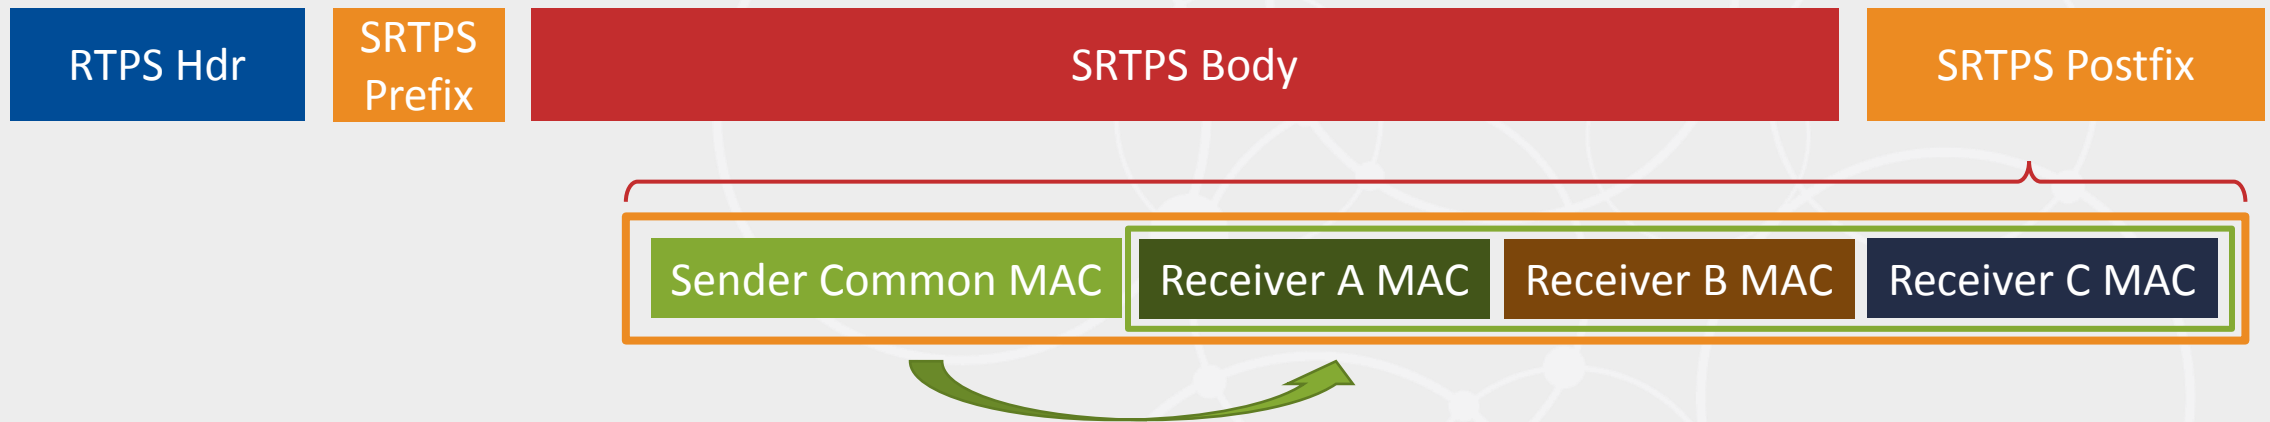 RTPS Hdr
SRTPS
Prefix
SRTPS Body
SRTPS Postfix
Sender Common MAC
Receiver A MAC
Receiver B MAC
Receiver C MAC